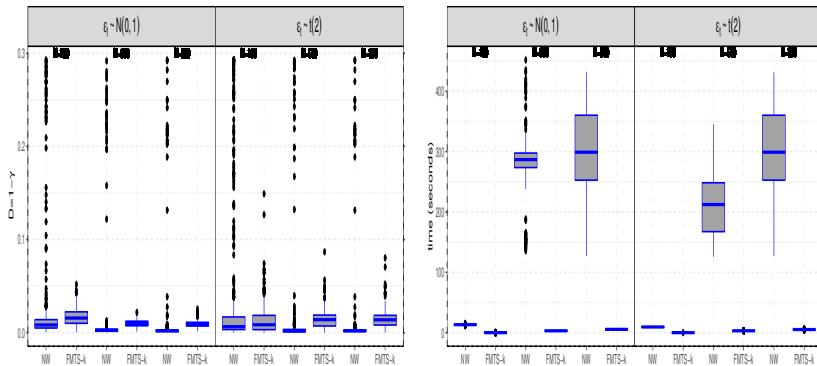 ε_i ~ N(0, 1)
ε_i ~ t(2)
D=1−γ
0.3
0.2
0.1
0.0
NW FMTS−k NW FMTS−k NW FMTS−k
NW FMTS−k NW FMTS−k NW FMTS−k
ε_i ~ N(0, 1)
ε_i ~ t(2)
time (seconds)
400
300
200
100
0
NW FMTS−k NW FMTS−k NW FMTS−k
NW FMTS−k NW FMTS−k NW FMTS−k